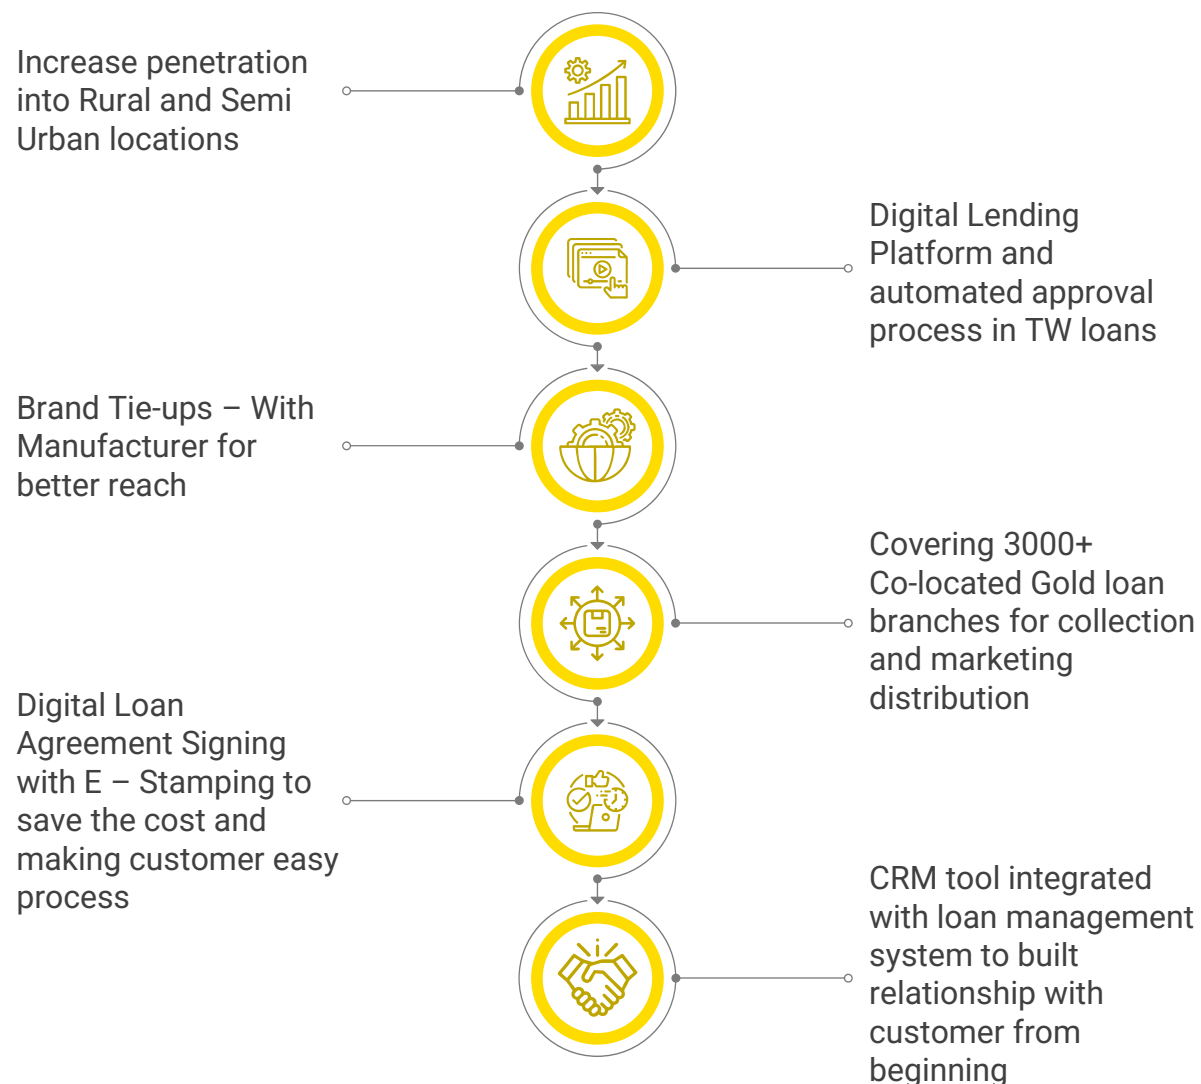 Increase penetration
into Rural and Semi
Urban locations
Digital Lending
Platform and
automated approval
process in TW loans
Brand Tie-ups – With
Manufacturer for
better reach
Covering 3000+
Co-located Gold loan
branches for collection
and marketing
distribution
Digital Loan
Agreement Signing
with E – Stamping to
save the cost and
making customer easy
process
CRM tool integrated
with loan management
system to built
relationship with
customer from
beginning